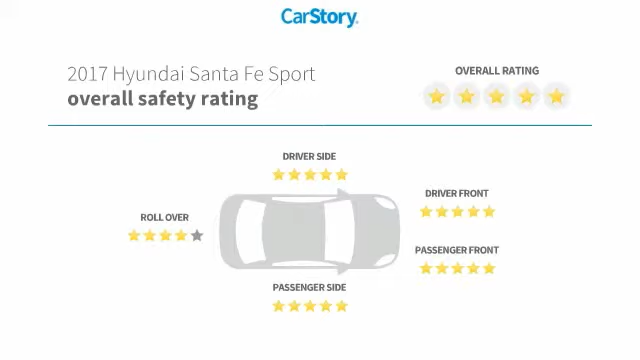 CarStory.
2017 Hyundai Santa Fe Sport
overall safety rating
OVERALL RATING
DRIVER SIDE
DRIVER FRONT
ROLL OVER
PASSENGER FRONT
PASSENGER SIDE